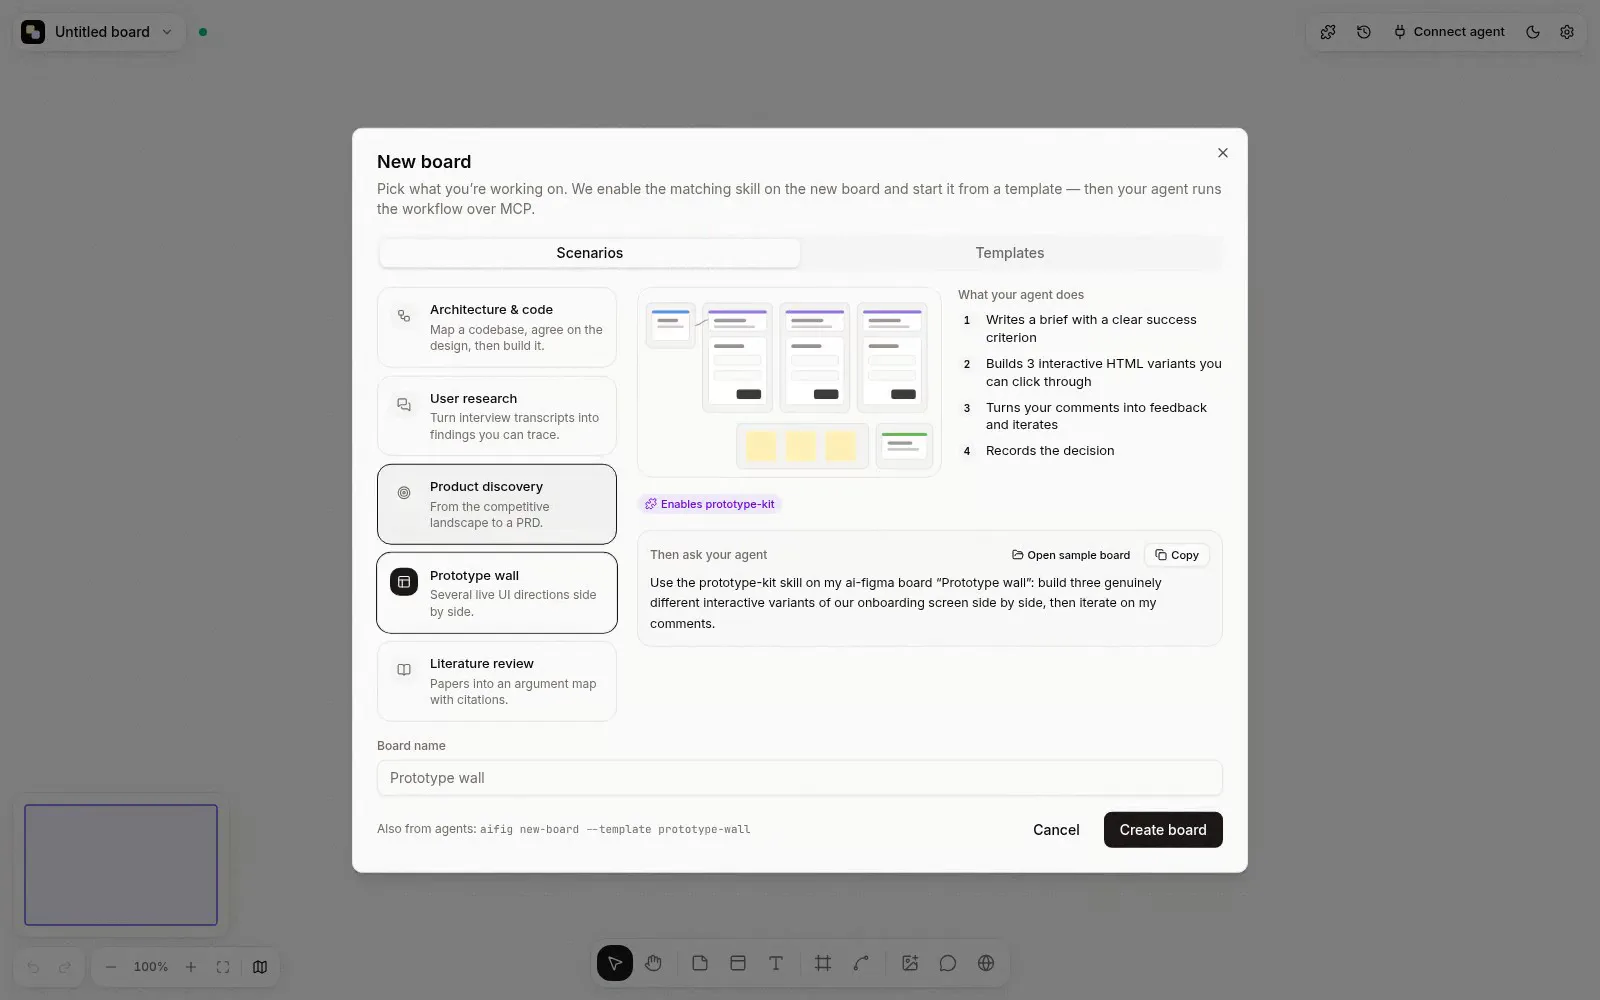 Untitled board
Connect agent
New board
Pick what you're working on. We enable the matching skill on the new board and start it from a template — then your agent runs
the workflow over MCP.
Scenarios
Templates
Architecture & code
Map a codebase, agree on the
design, then build it.
User research
Turn interview transcripts into
findings you can trace.
Product discovery
From the competitive
landscape to a PRD.
Prototype wall
Several live UI directions side
by side.
Literature review
Papers into an argument map
with citations.
What your agent does
1 Writes a brief with a clear success
criterion
2 Builds 3 interactive HTML variants you
can click through
3 Turns your comments into feedback
and iterates
4 Records the decision
Enables prototype-kit
Then ask your agent
Open sample board
Copy
Use the prototype-kit skill on my ai-figma board "Prototype wall": build three genuinely
different interactive variants of our onboarding screen side by side, then iterate on my
comments.
Board name
Prototype wall
Also from agents: aifig new-board --template prototype-wall
Cancel
Create board
100%